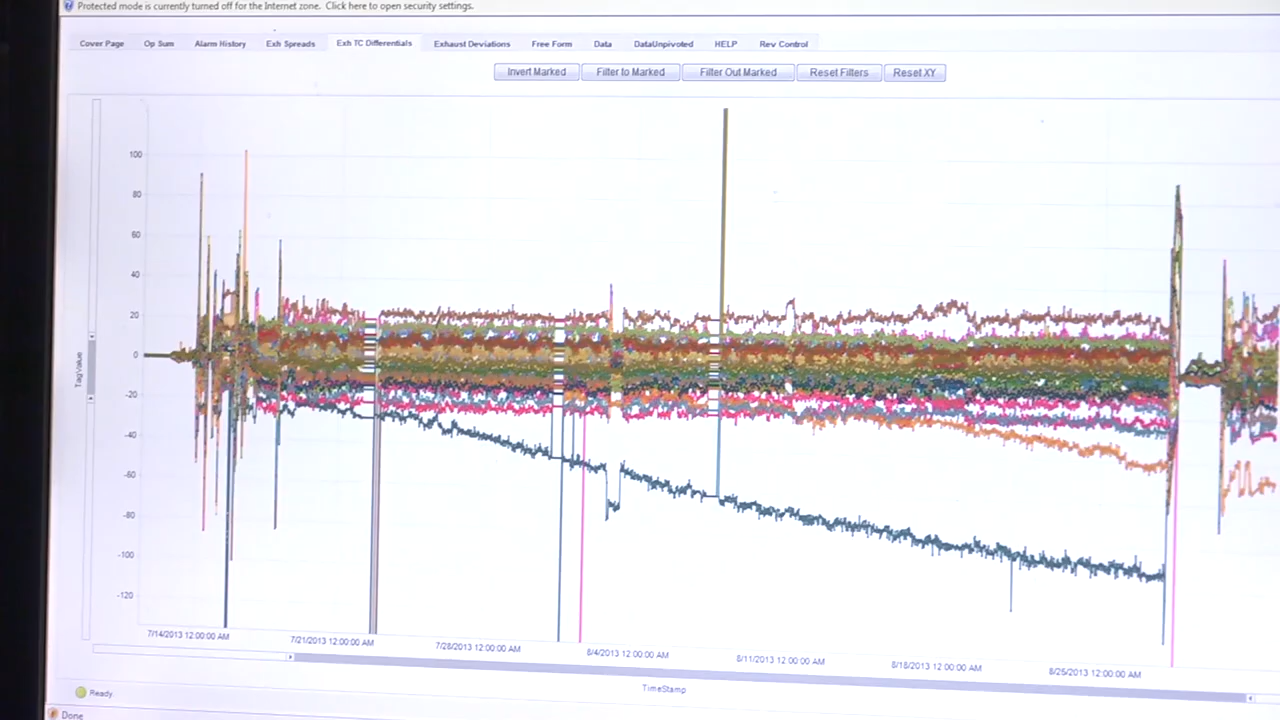 Protected mode is currently turned off for the Internet zone. Click here to open security settings.
Cover Page Op Sum Alarm History Exh Spreads Exh TC Differentials Exhaust Deviations Free Form Data DataUnpivoted HELP Rev Control
Invert Marked Filter to Marked Filter Out Marked Reset Filters Reset XY
100
80
60
40
20
0
-20
-40
-60
-80
-100
-120
TagValue
7/14/2013 12:00:00 AM 7/21/2013 12:00:00 AM 7/28/2013 12:00:00 AM 8/4/2013 12:00:00 AM 8/11/2013 12:00:00 AM 8/18/2013 12:00:00 AM 8/25/2013 12:00:00 AM
TimeStamp
Ready
Done